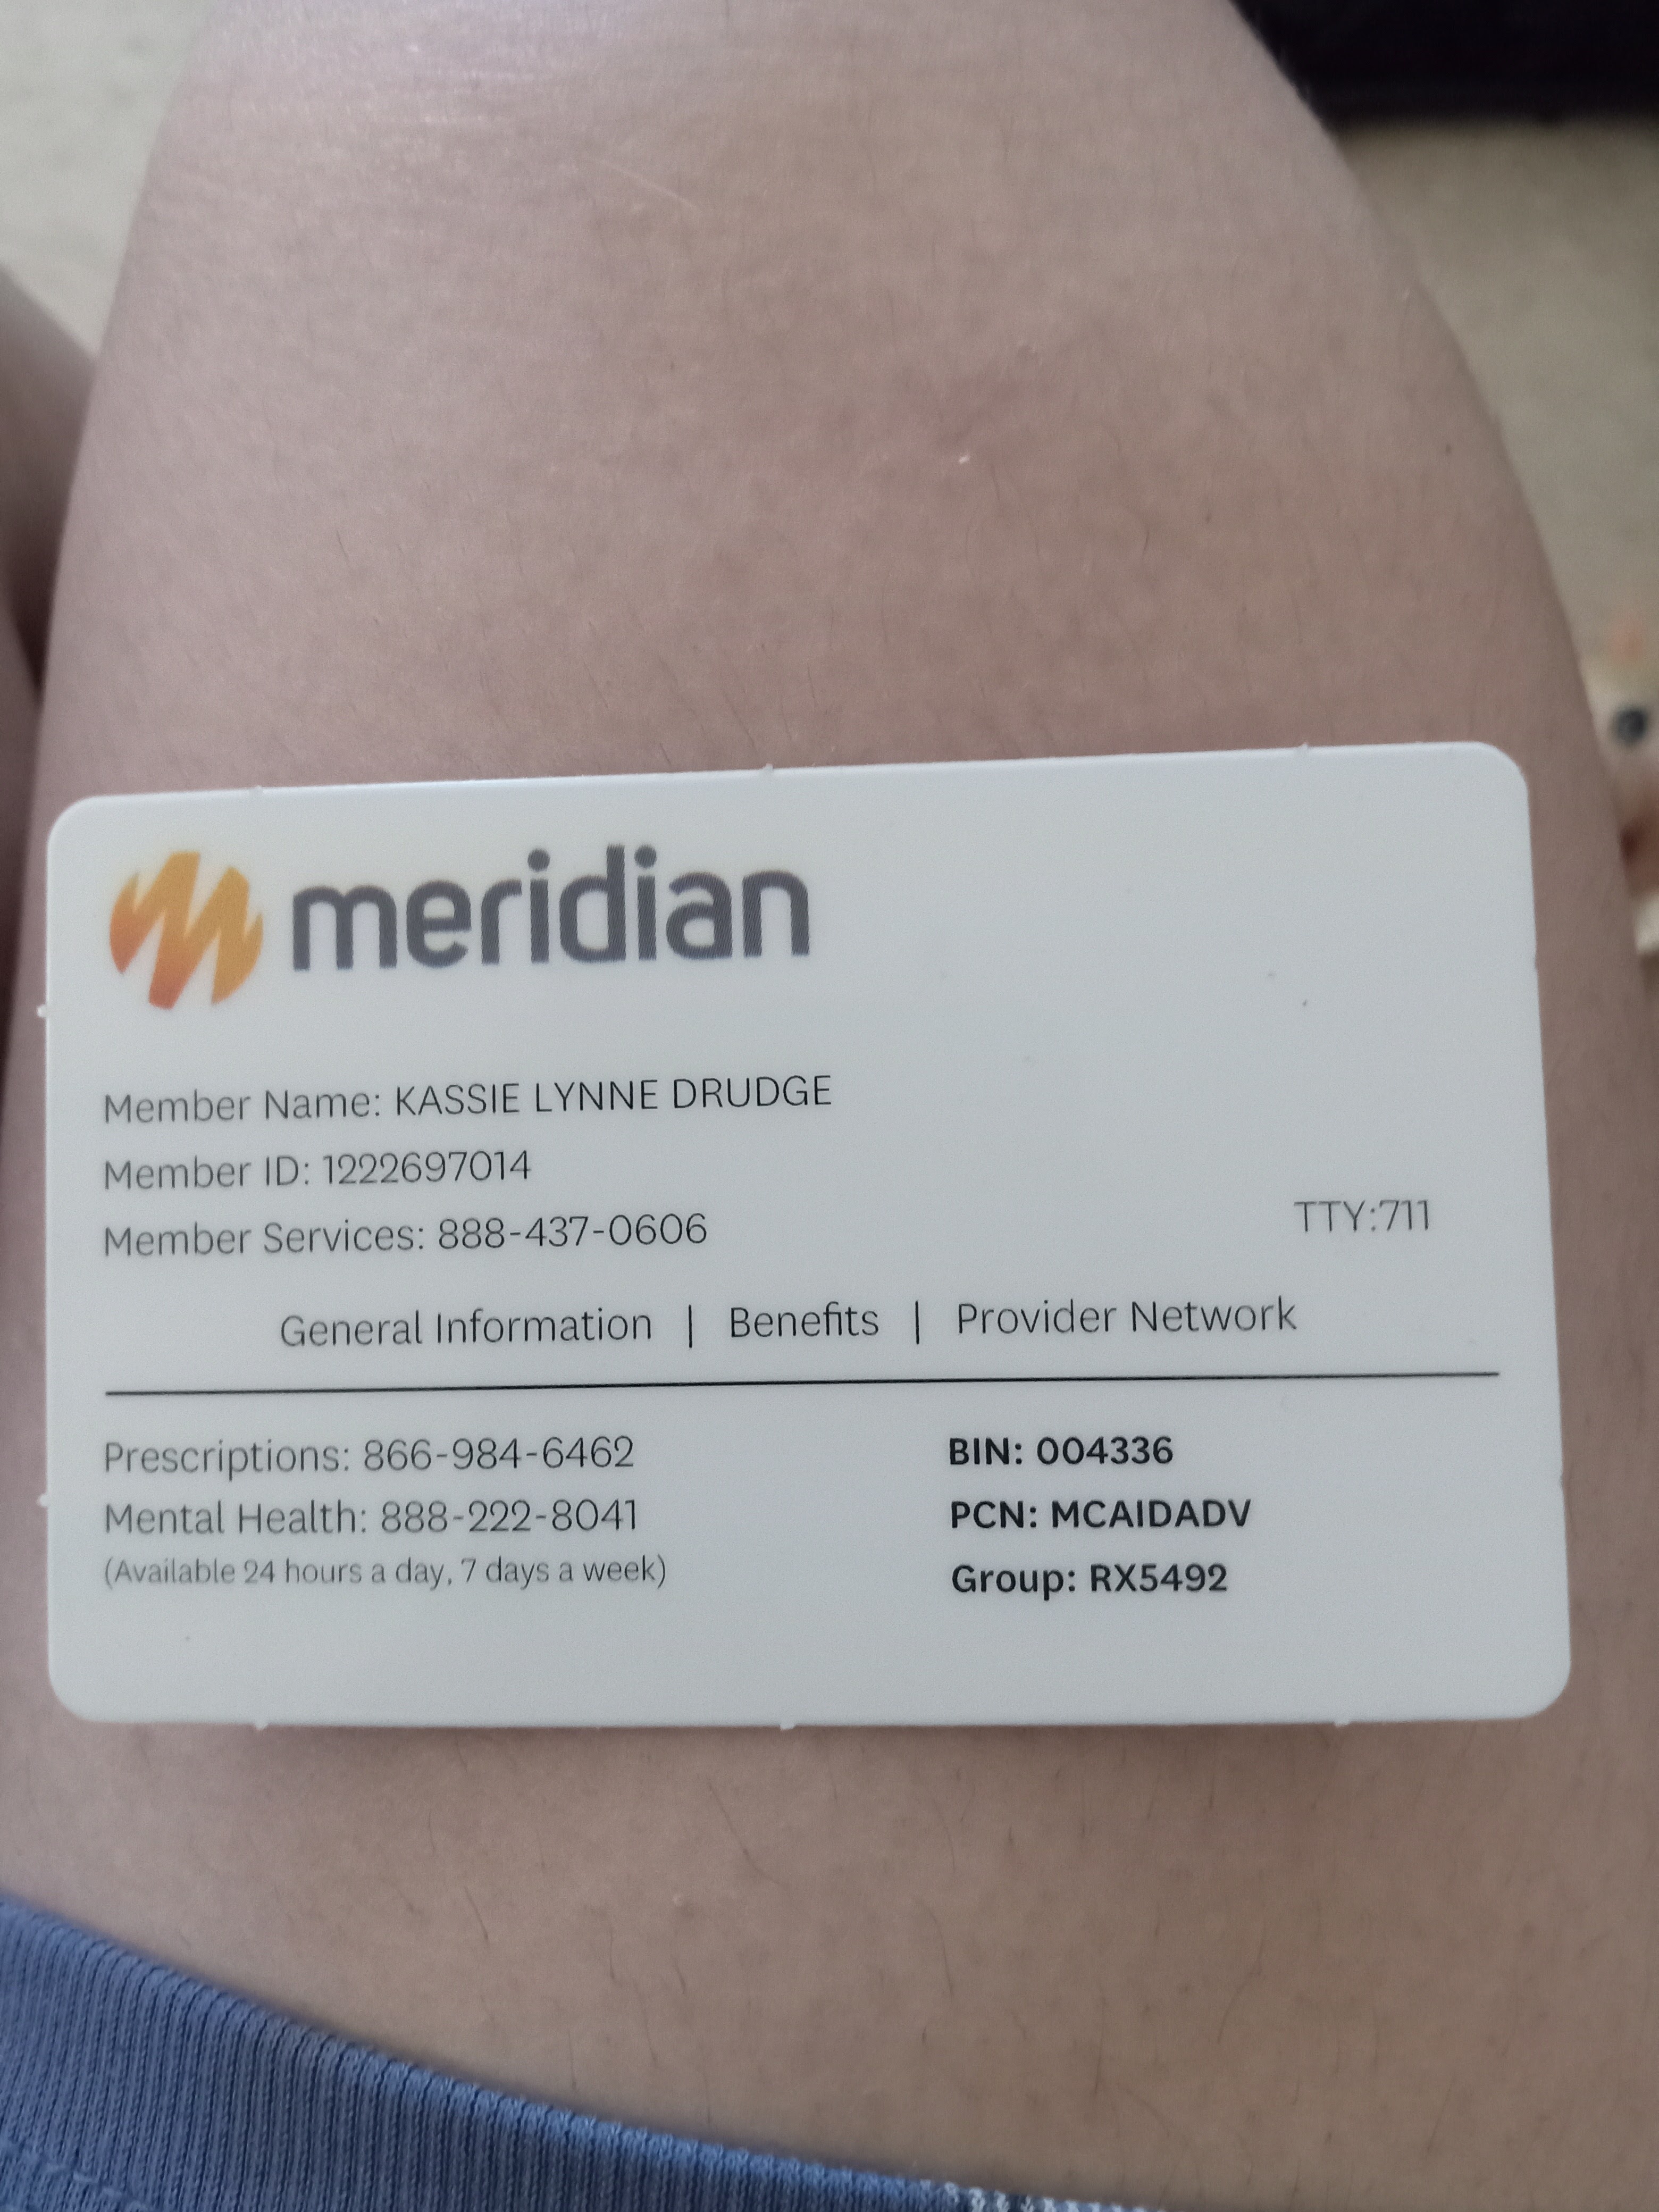 meridian
Member Name: KASSIE LYNNE DRUDGE
Member ID: 1222697014
Member Services: 888-437-0606 TTY:711
General Information | Benefits | Provider Network
Prescriptions: 866-984-6462 BIN: 004336
Mental Health: 888-222-8041 PCN: MCAIDADV
(Available 24 hours a day, 7 days a week) Group: RX5492